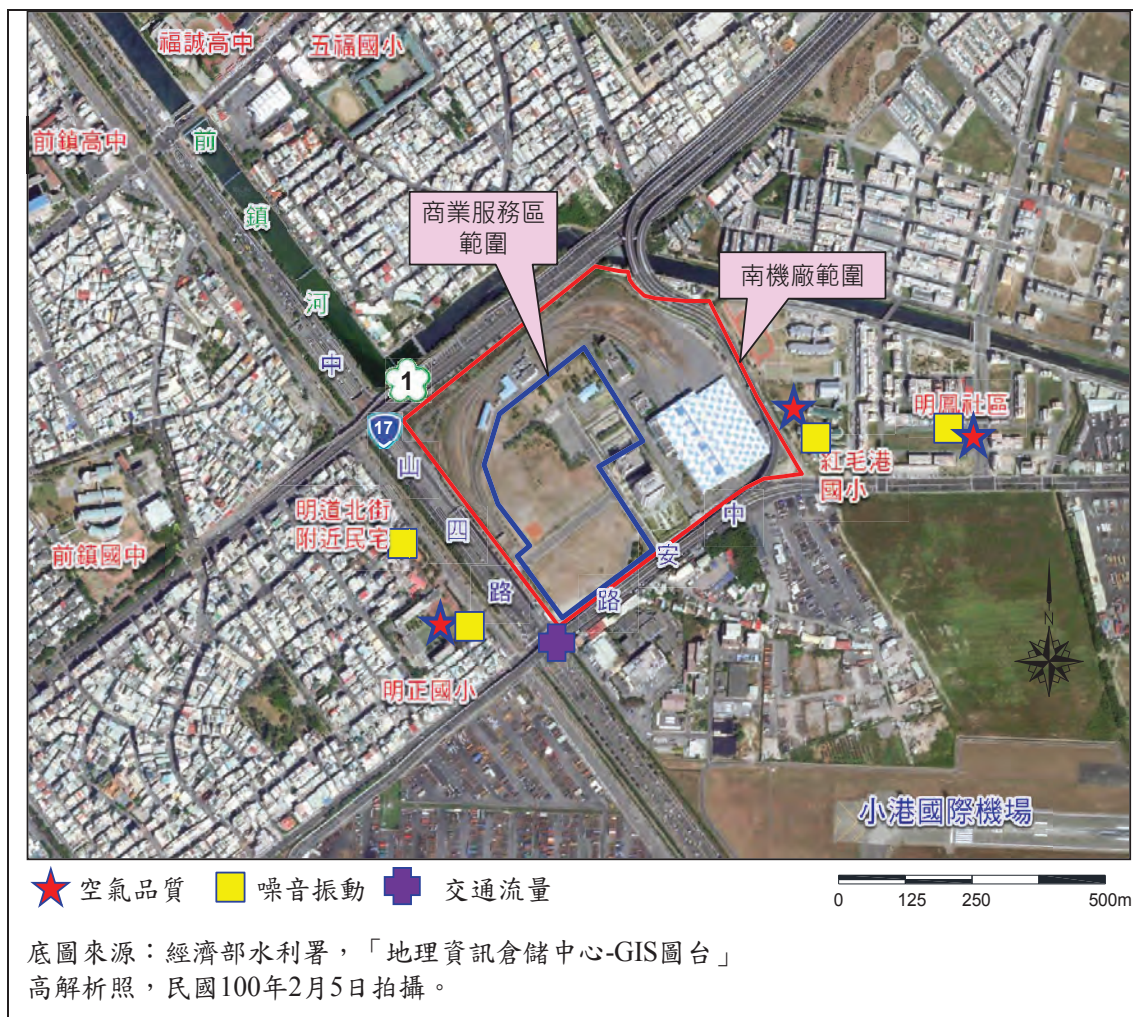 福誠高中
五福國小
前鎮高中
前
鎮
河
商業服務區
範圍
南機廠範圍
中
1
17
山
四
路
明鳳社區
紅毛港
國小
明道北街
附近民宅
前鎮國中
中
安
路
N
明正國小
小港國際機場
空氣品質
噪音振動
交通流量
0 125 250 500m
底圖來源：經濟部水利署，「地理資訊倉儲中心-GIS圖台」
高解析照，民國100年2月5日拍攝。